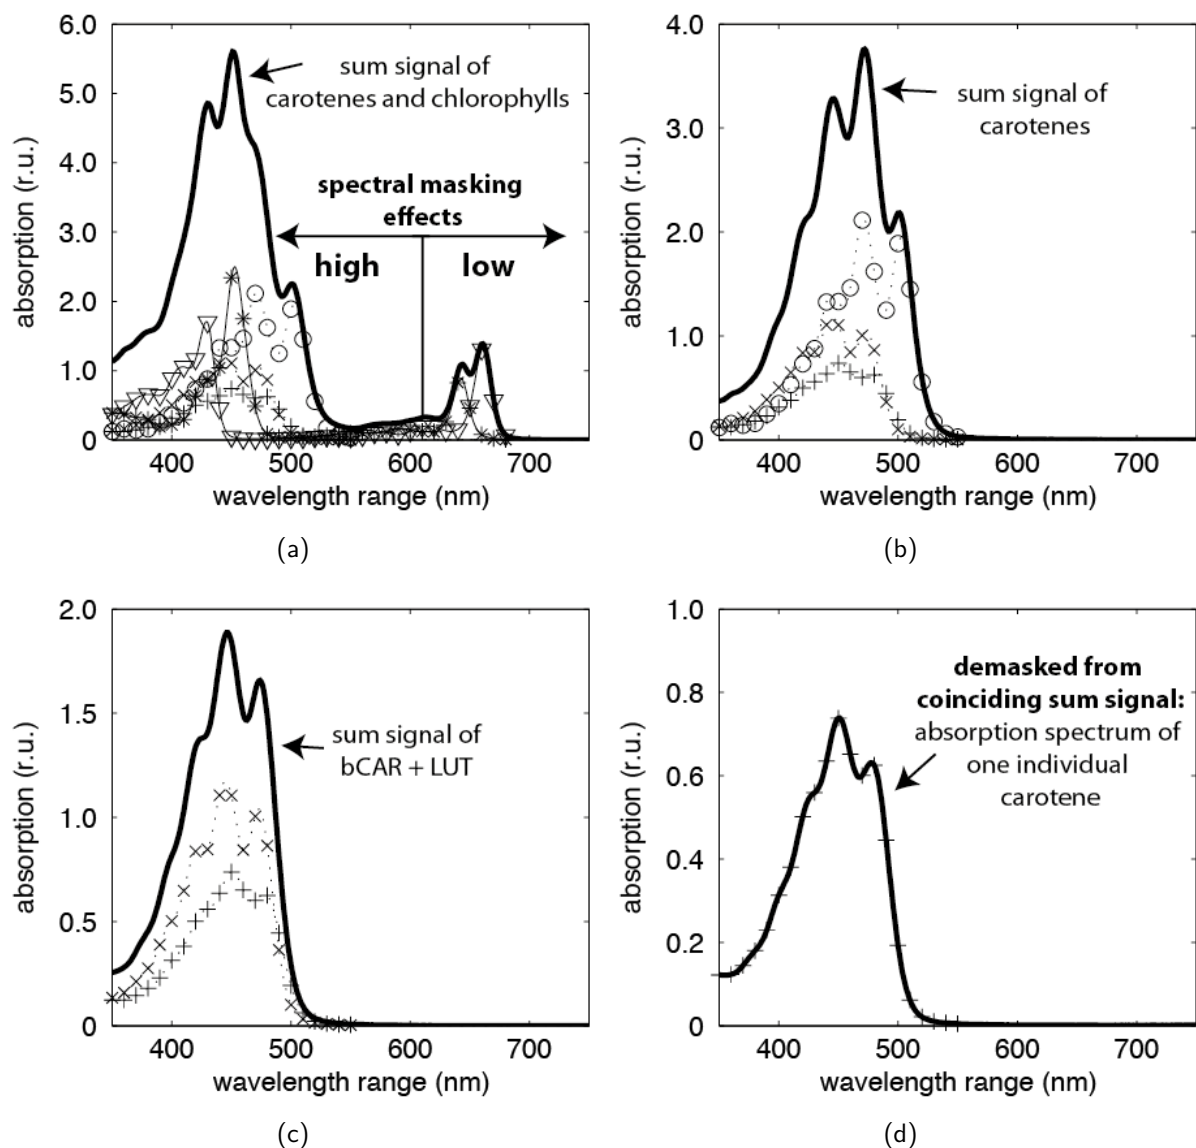 6.0
5.0
4.0
3.0
2.0
1.0
0
absorption (r.u.)
sum signal of
carotenes and chlorophylls
spectral masking
effects
high
low
400 500 600 700
wavelength range (nm)
(a)
4.0
3.0
2.0
1.0
0
absorption (r.u.)
sum signal of
carotenes
400 500 600 700
wavelength range (nm)
(b)
2.0
1.5
1.0
0.5
0
absorption (r.u.)
sum signal of
bCAR + LUT
400 500 600 700
wavelength range (nm)
(c)
1.0
0.8
0.6
0.4
0.2
0
absorption (r.u.)
demasked from
coinciding sum signal:
absorption spectrum of
one individual
carotene
400 500 600 700
wavelength range (nm)
(d)